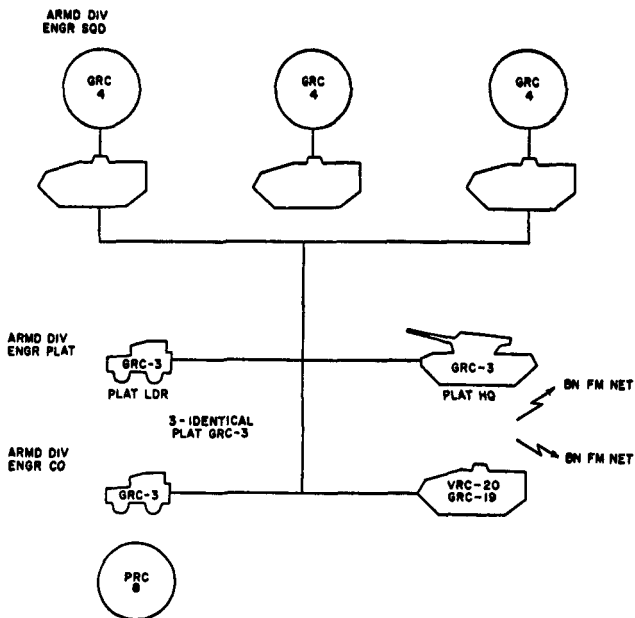 ARMD DIV
ENGR SQD
GRC
4
GRC
4
GRC
4
ARMD DIV
ENGR PLAT
GRC-3
PLAT LDR
GRC-3
PLAT HQ
BN FM NET
3-IDENTICAL
PLAT GRC-3
BN FM NET
ARMD DIV
ENGR CO
GRC-3
VRC-20
GRC-19
PRC
8